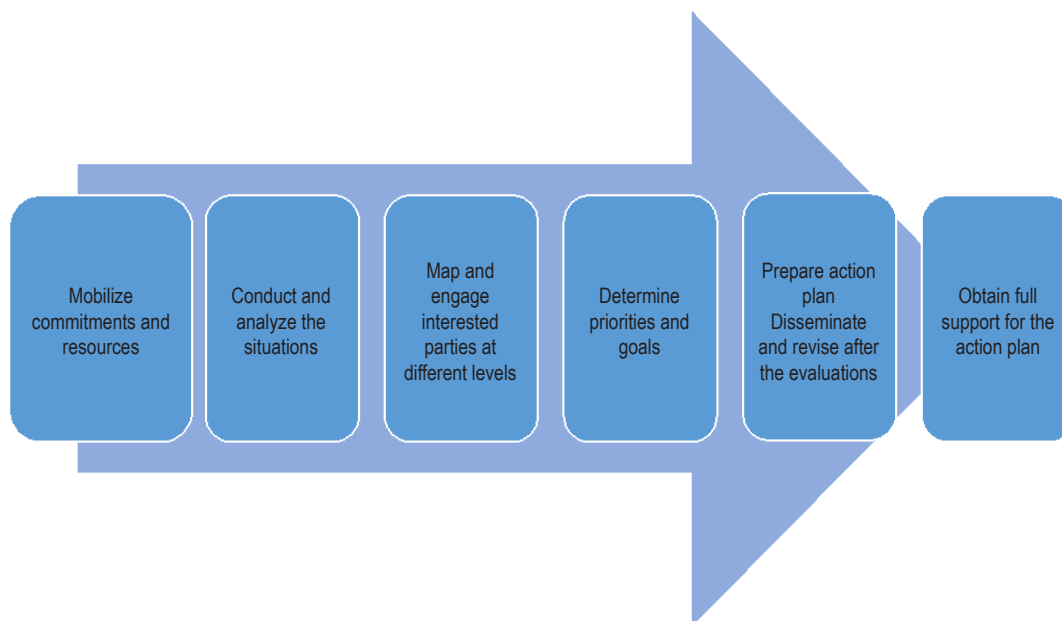 Mobilize
commitments and
resources
Conduct and
analyze the
situations
Map and
engage
interested
parties at
different levels
Determine
priorities and
goals
Prepare action
plan
Disseminate
and revise after
the evaluations
Obtain full
support for the
action plan